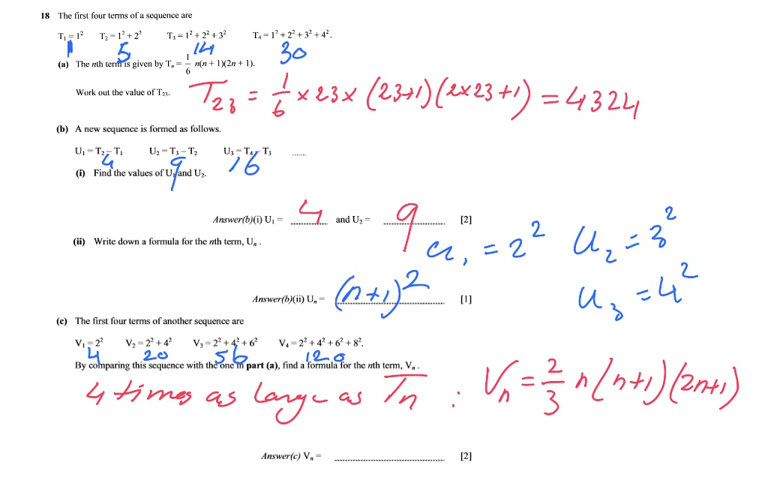 18 The first four terms of a sequence are
T₁ = 1² T₂ = 1² + 2² T₃ = 1² + 2² + 3² T₄ = 1² + 2² + 3² + 4².
1 5 14 30
(a) The nth term is given by Tₙ = 1/6 n(n + 1)(2n + 1).
Work out the value of T₂₃.
T₂₃ = 1/6 × 23 × (23+1)(2×23+1) = 4324
(b) A new sequence is formed as follows.
U₁ = T₂ – T₁ U₂ = T₃ – T₂ U₃ = T₄ – T₃ ......
4 9 16
(i) Find the values of U₁ and U₂.
Answer(b)(i) U₁ = 4 and U₂ = 9 [2]
(ii) Write down a formula for the nth term, Uₙ .
u₁ = 2² u₂ = 3²
u₃ = 4²
Answer(b)(ii) Uₙ = (n+1)² [1]
(c) The first four terms of another sequence are
V₁ = 2² V₂ = 2² + 4² V₃ = 2² + 4² + 6² V₄ = 2² + 4² + 6² + 8².
4 20 56 120
By comparing this sequence with the one in part (a), find a formula for the nth term, Vₙ .
4 times as large as Tn : Vn = 2/3 n(n+1)(2n+1)
Answer(c) Vₙ = [2]